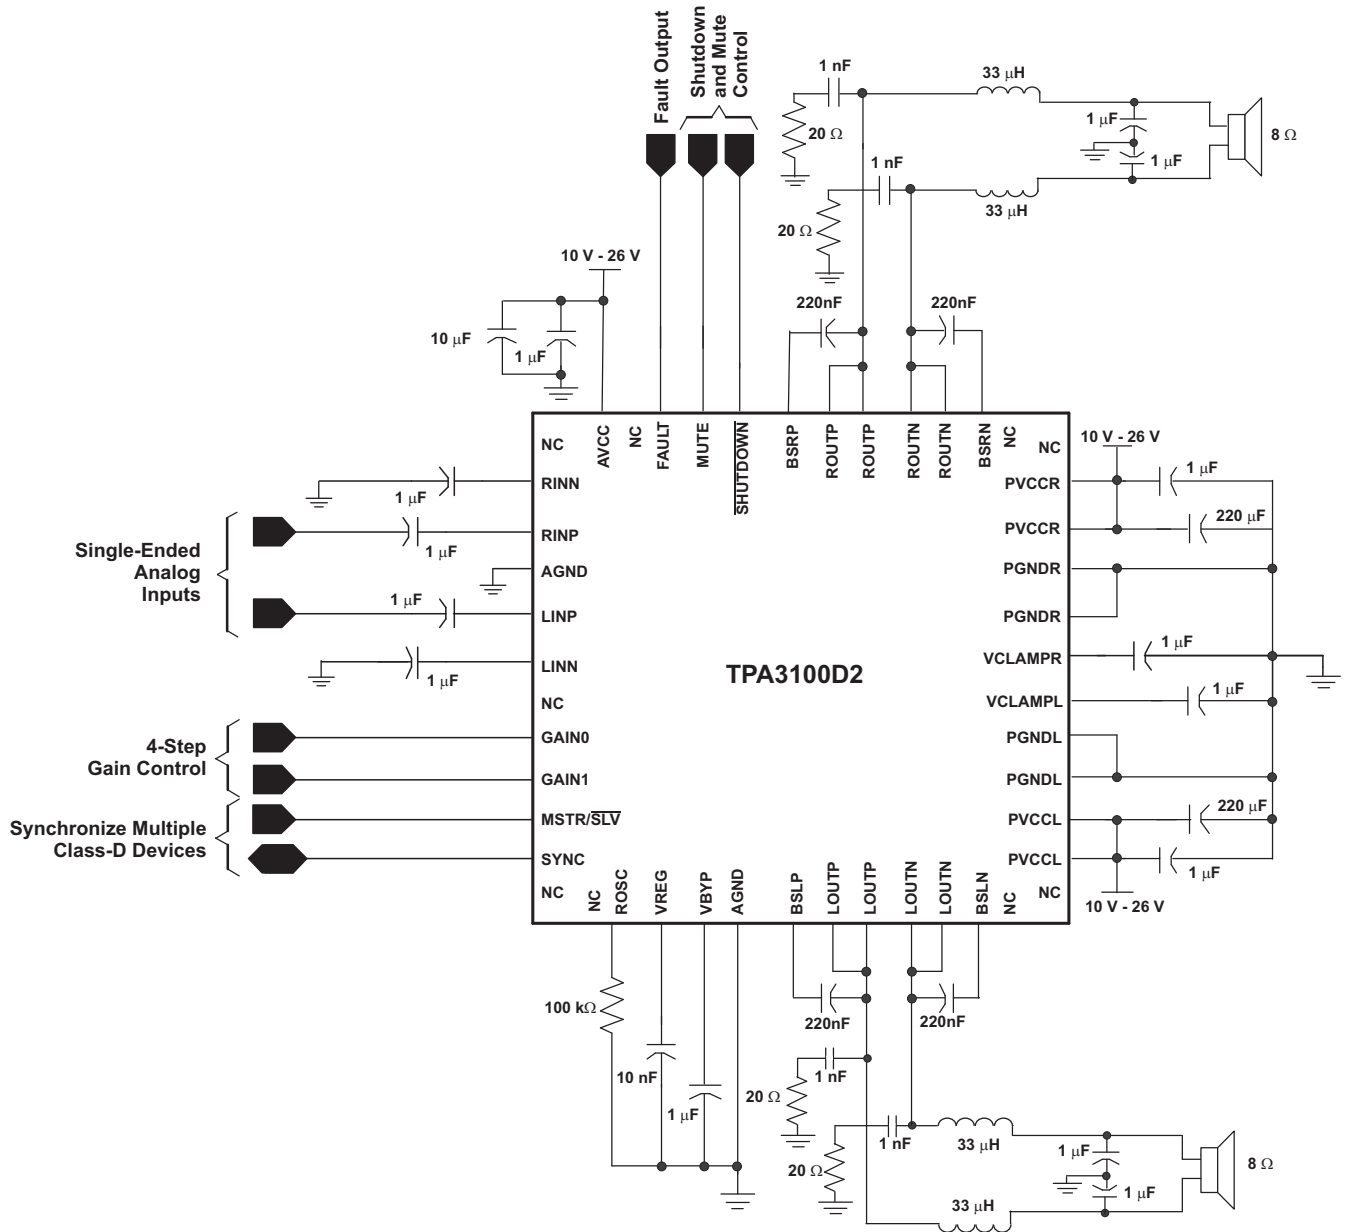 Fault Output
Shutdown
and Mute
Control
1 nF
33 μH
20 Ω
1 μF
8 Ω
1 nF
1 μF
20 Ω
33 μH
10 V - 26 V
220nF
220nF
10 μF
1 μF
NC
AVCC
NC
FAULT
MUTE
SHUTDOWN
BSRP
ROUTP
ROUTP
ROUTN
ROUTN
BSRN
NC
NC
10 V - 26 V
1 μF
RINN
1 μF
PVCCR
220 μF
Single-Ended
Analog
Inputs
RINP
1 μF
PVCCR
AGND
PGNDR
1 μF
LINP
PGNDR
1 μF
LINN
1 μF
VCLAMPR
TPA3100D2
1 μF
NC
VCLAMPL
4-Step
Gain Control
GAIN0
PGNDL
GAIN1
PGNDL
220 μF
Synchronize Multiple
Class-D Devices
MSTR/SLV
PVCCL
SYNC
PVCCL
1 μF
NC
NC
ROSC
VREG
VBYP
AGND
BSLP
LOUTP
LOUTP
LOUTN
LOUTN
BSLN
NC
NC
10 V - 26 V
100 kΩ
220nF
220nF
10 nF
1 nF
20 Ω
1 μF
1 nF
33 μH
1 μF
20 Ω
8 Ω
1 μF
33 μH